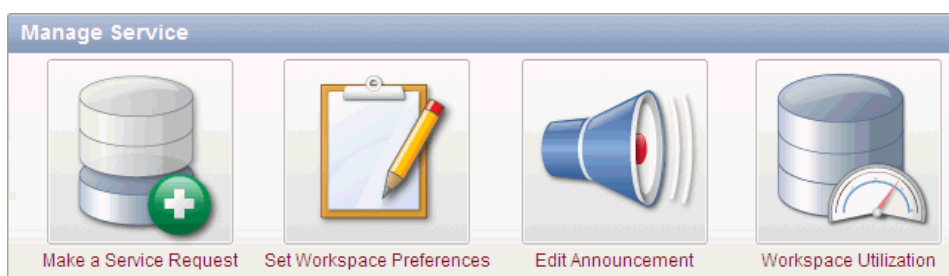 Manage Service
Make a Service Request
Set Workspace Preferences
Edit Announcement
Workspace Utilization